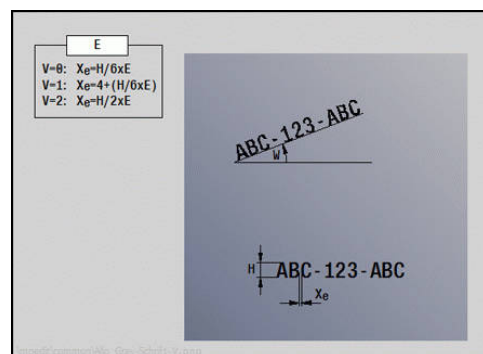 E
V=0: Xe=H/6xE
V=1: Xe=4+(H/6xE)
V=2: Xe=H/2xE
ABC-123-ABC
W
H ABC-123-ABC
Xe